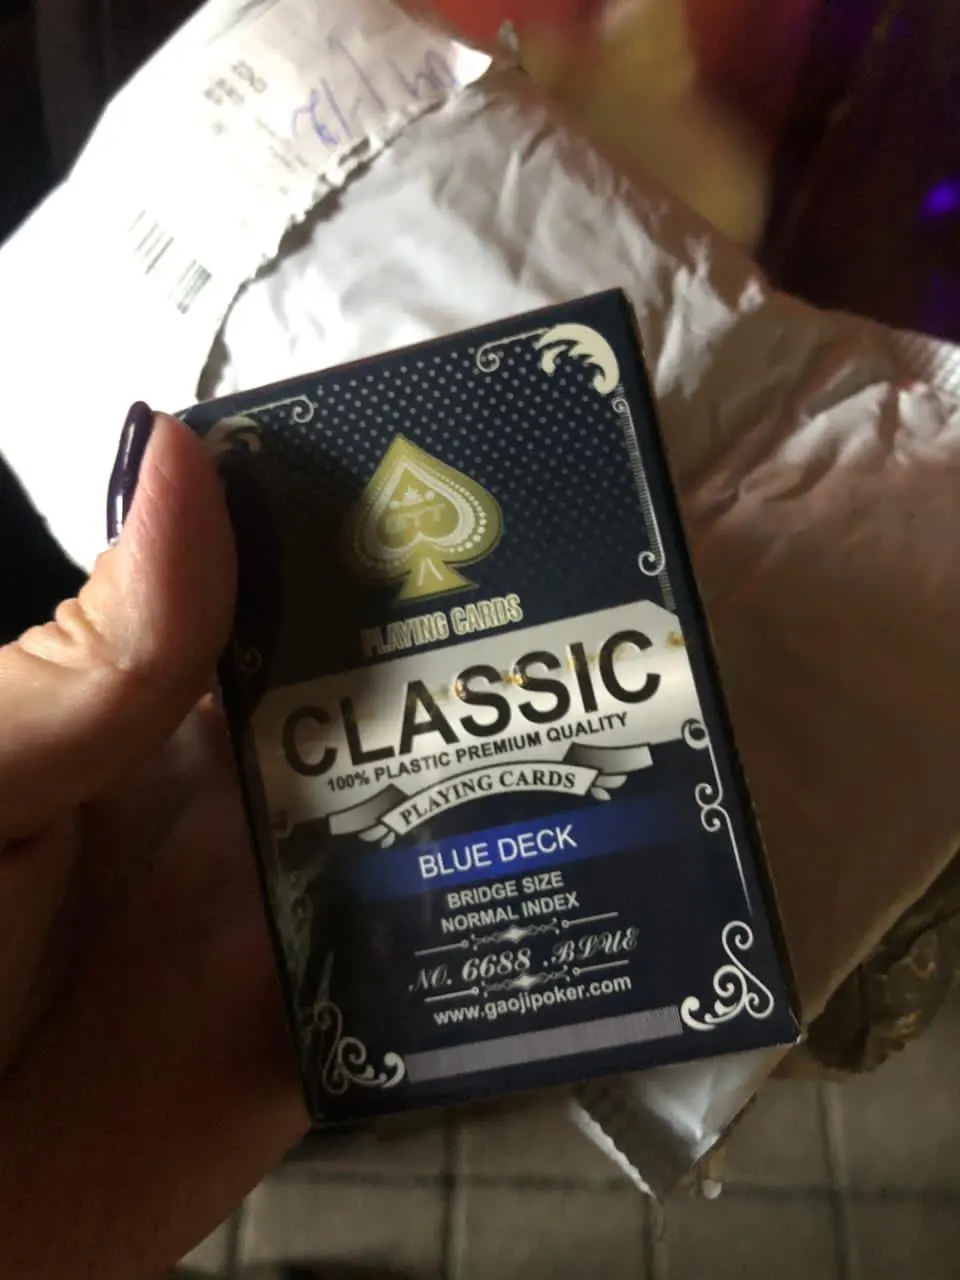 PLAYING CARDS
CLASSIC
100% PLASTIC PREMIUM QUALITY
PLAYING CARDS
BLUE DECK
BRIDGE SIZE
NORMAL INDEX
NO. 6688 .BLUE
www.gaojipoker.com